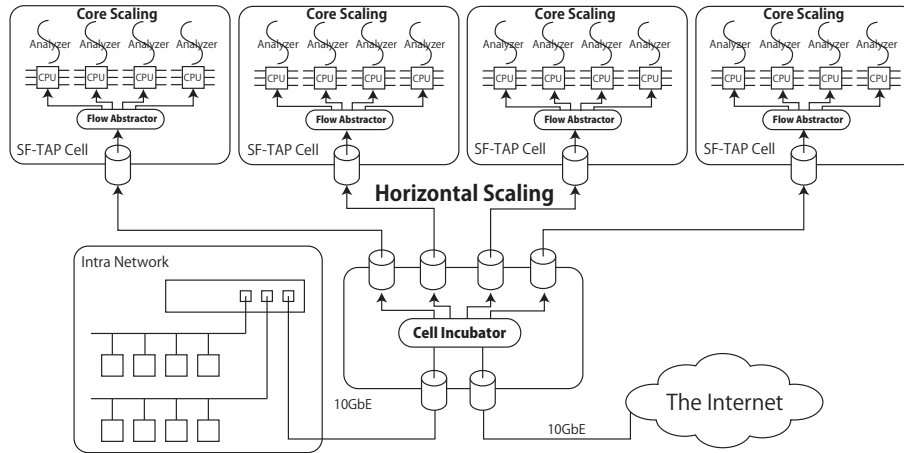 Core Scaling Core Scaling Core Scaling Core Scaling
Analyzer Analyzer Analyzer Analyzer Analyzer Analyzer Analyzer Analyzer Analyzer Analyzer Analyzer Analyzer Analyzer Analyzer Analyzer Analyzer
CPU CPU CPU CPU CPU CPU CPU CPU CPU CPU CPU CPU CPU CPU CPU CPU
Flow Abstractor Flow Abstractor Flow Abstractor Flow Abstractor
SF-TAP Cell SF-TAP Cell SF-TAP Cell SF-TAP Cell
Horizontal Scaling
Intra Network
Cell Incubator
10GbE
The Internet
10GbE